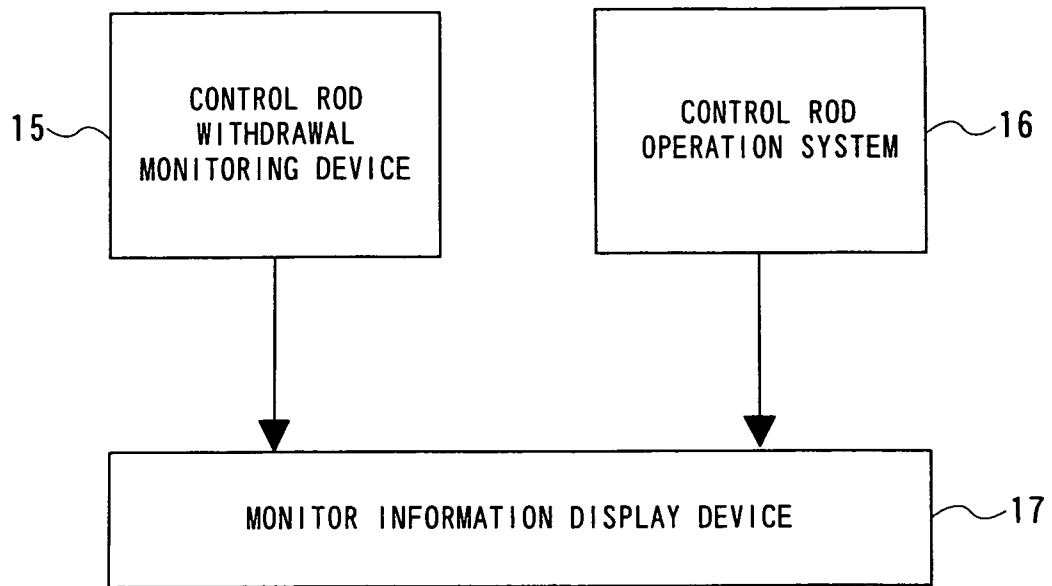 15
CONTROL ROD
WITHDRAWAL
MONITORING DEVICE
CONTROL ROD
OPERATION SYSTEM
16
MONITOR INFORMATION DISPLAY DEVICE
17